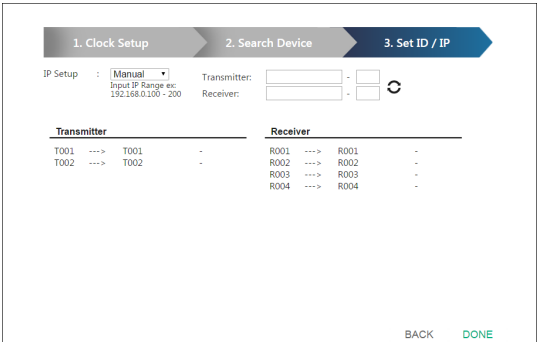 1. Clock Setup 2. Search Device 3. Set ID / IP
IP Setup : Manual Transmitter: -
Input IP Range ex:
192.168.0.100 - 200 Receiver: -
Transmitter Receiver
T001 ---> T001 - R001 ---> R001 -
T002 ---> T002 - R002 ---> R002 -
R003 ---> R003 -
R004 ---> R004 -
BACK DONE